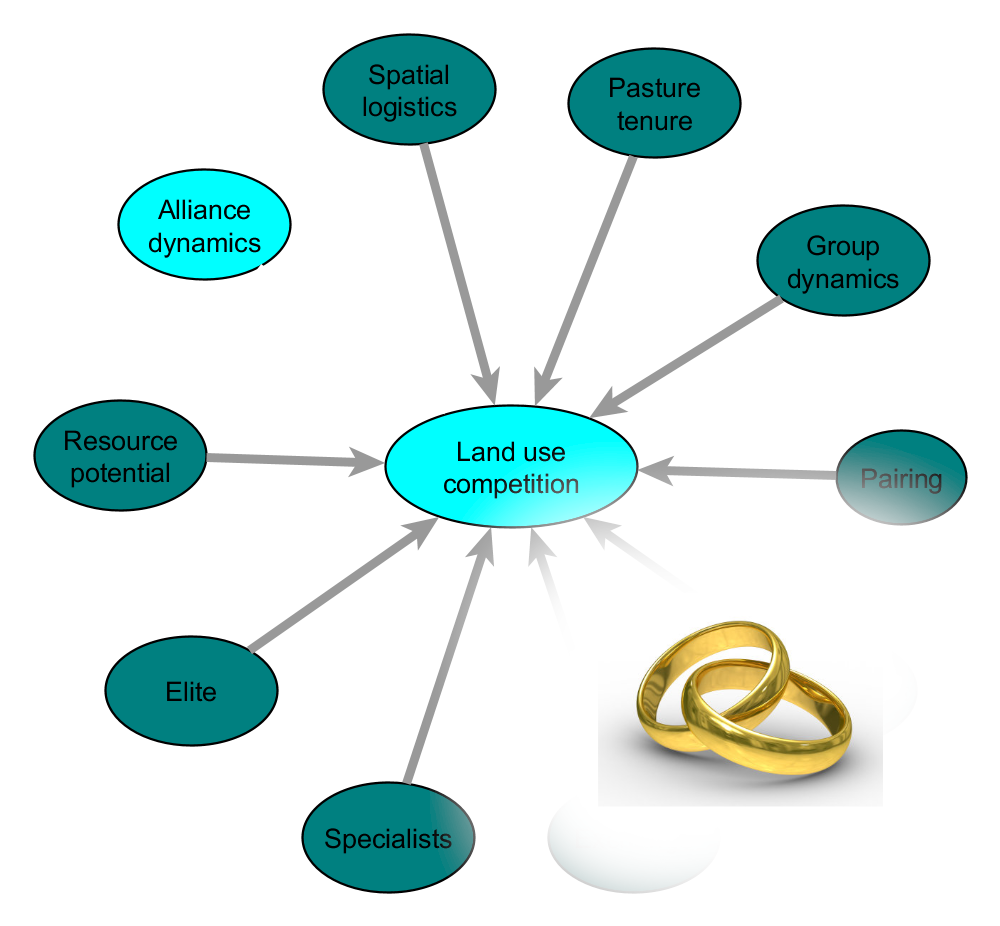 Spatial
logistics
Pasture
tenure
Alliance
dynamics
Group
dynamics
Resource
potential
Land use
competition
Pairing
Elite
Specialists